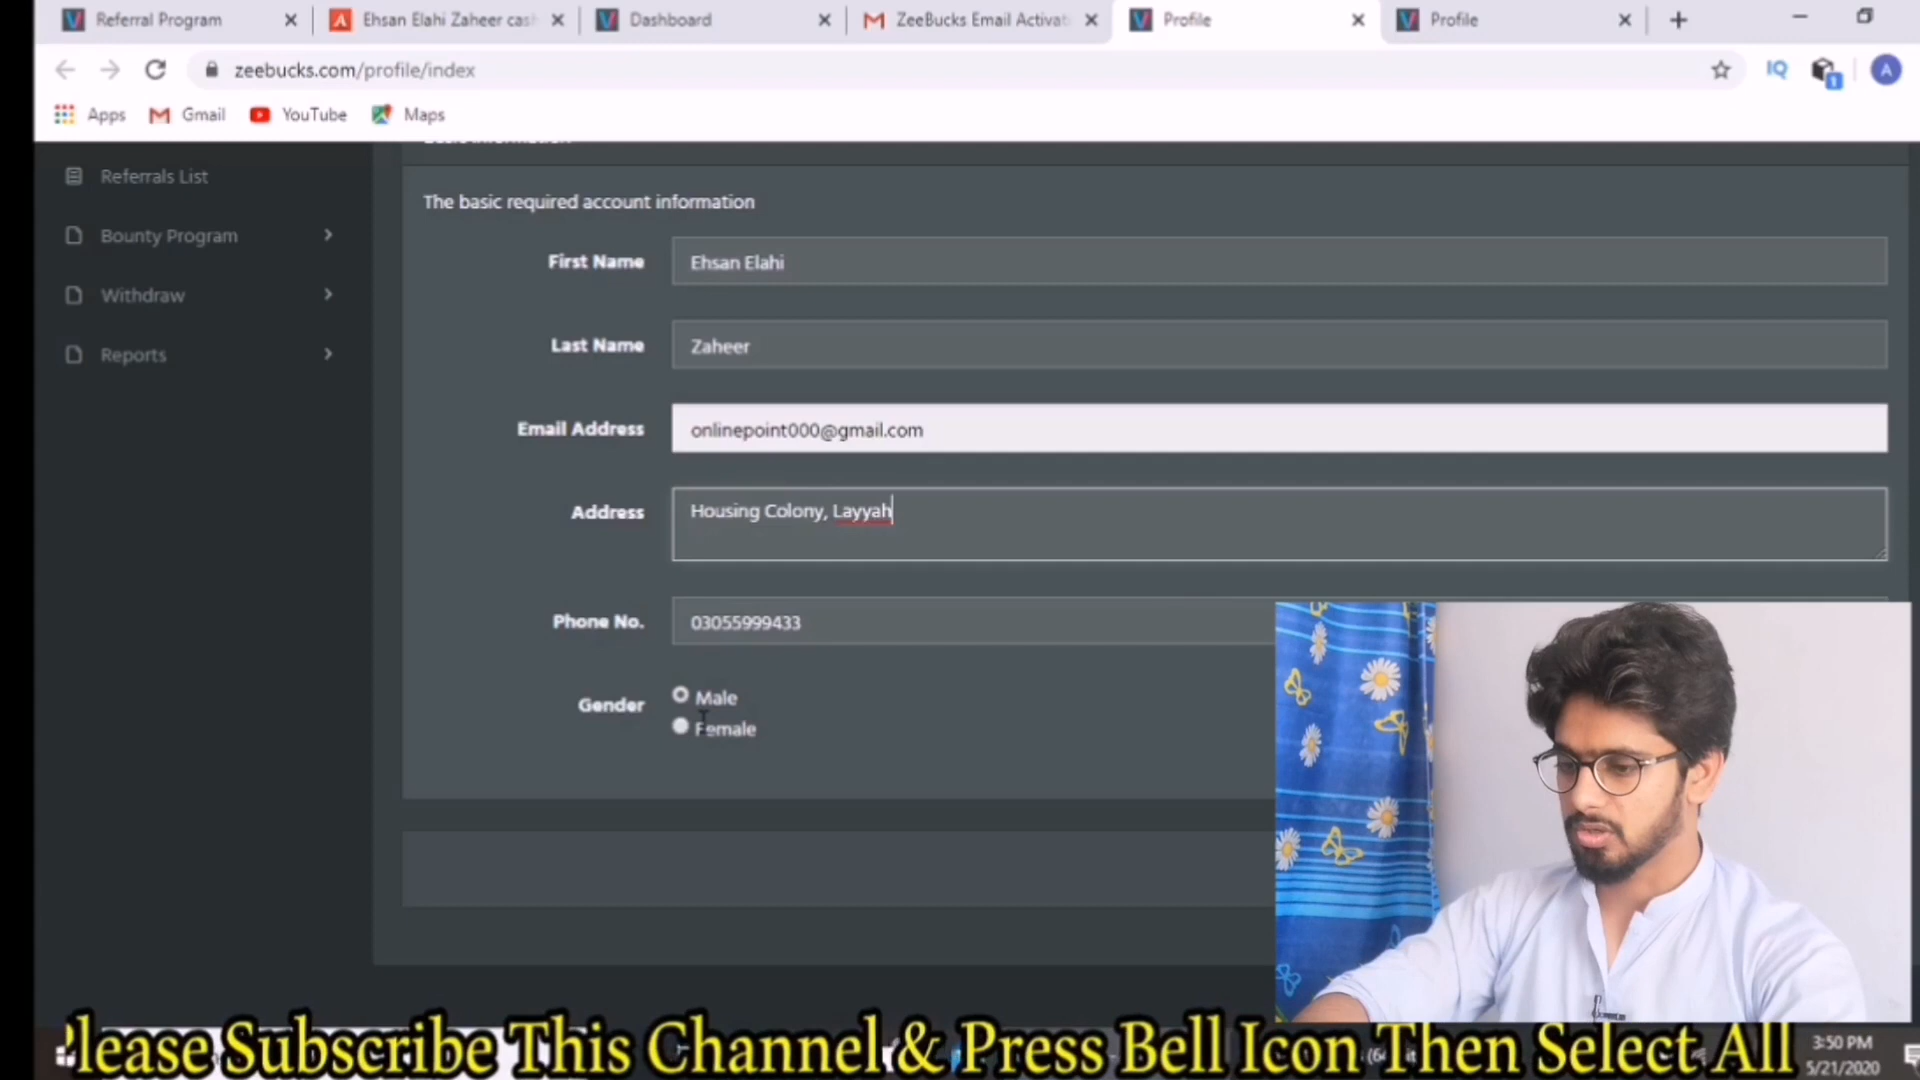 Referral Program
Ehsan Elahi Zaheer cash
Dashboard
ZeeBucks Email Activat
Profile
Profile
zeebucks.com/profile/index
IQ
A
Apps
Gmail
YouTube
Maps
Referrals List
Bounty Program
Withdraw
Reports
The basic required account information
First Name Ehsan Elahi
Last Name Zaheer
Email Address onlinepoint000@gmail.com
Address Housing Colony, Layyah
Phone No. 03055999433
Gender Male
Female
lease Subscribe This Channel & Press Bell Icon Then Select All
3:50 PM
5/21/2020